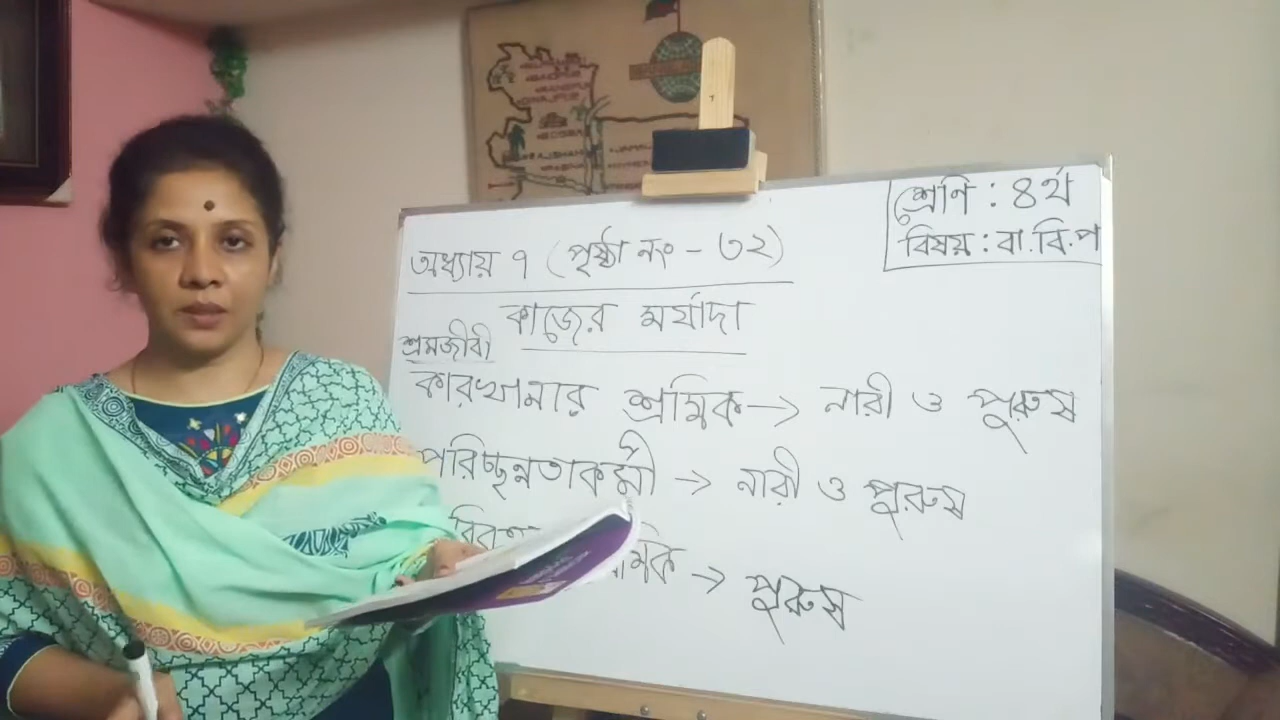 শ্রেণি : ৪র্থ
বিষয় : বা.বি.প
অধ্যায় ৭ (পৃষ্ঠা নং - ৩২)
কাজের মর্যাদা
শ্রমজীবী
কারখানার শ্রমিক → নারী ও পুরুষ
পরিচ্ছন্নতাকর্মী → নারী ও পুরুষ
→ পুরুষ